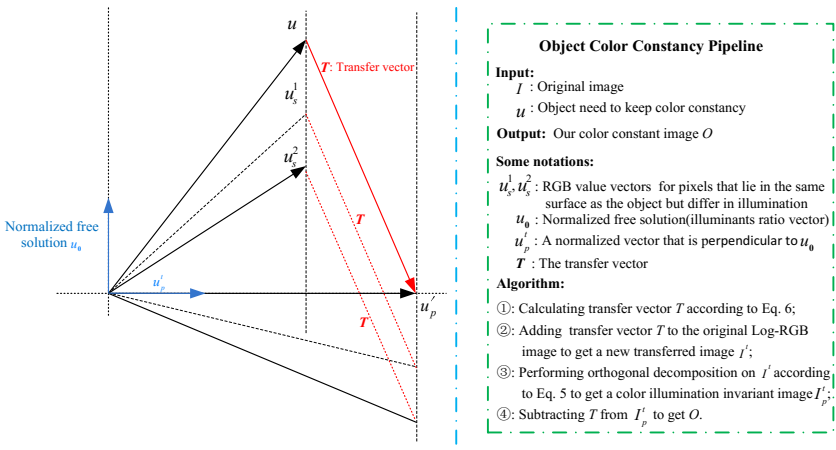 u
T: Transfer vector
u_s^1
u_s^2
T
Normalized free
solution u_0
u_p^t
u_p′
T
Object Color Constancy Pipeline
Input:
I : Original image
u : Object need to keep color constancy
Output: Our color constant image O
Some notations:
u_s^1, u_s^2 : RGB value vectors for pixels that lie in the same
surface as the object but differ in illumination
u_0 : Normalized free solution(illuminants ratio vector)
u_p^t : A normalized vector that is perpendicular to u_0
T : The transfer vector
Algorithm:
①: Calculating transfer vector T according to Eq. 6;
②: Adding transfer vector T to the original Log-RGB
image to get a new transferred image I^t;
③: Performing orthogonal decomposition on I^t according
to Eq. 5 to get a color illumination invariant image I_p^t;
④: Subtracting T from I_p^t to get O.